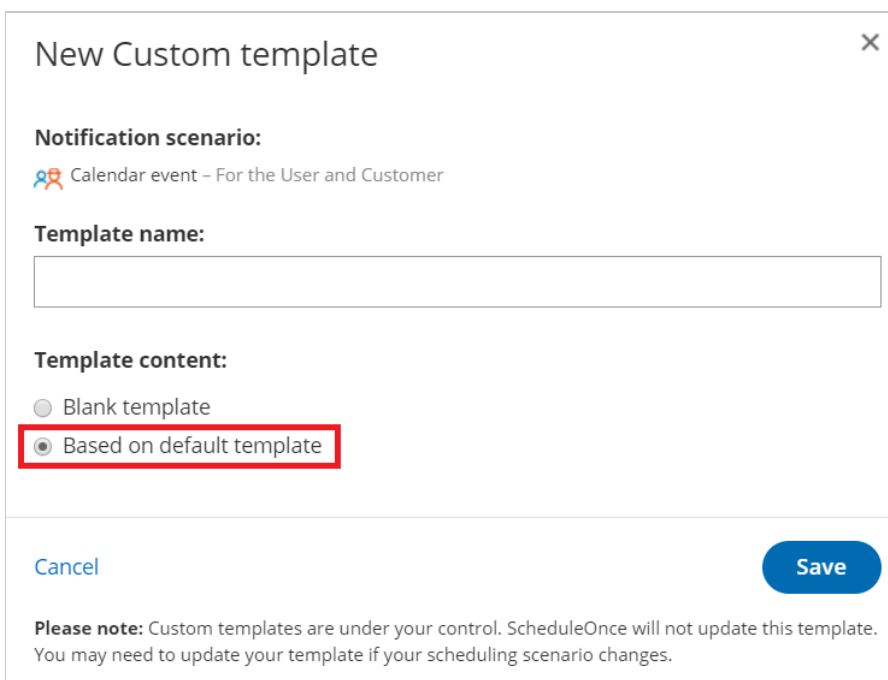 New Custom template
Notification scenario:
Calendar event – For the User and Customer
Template name:
Template content:
Blank template
Based on default template
Cancel
Save
Please note: Custom templates are under your control. ScheduleOnce will not update this template.
You may need to update your template if your scheduling scenario changes.